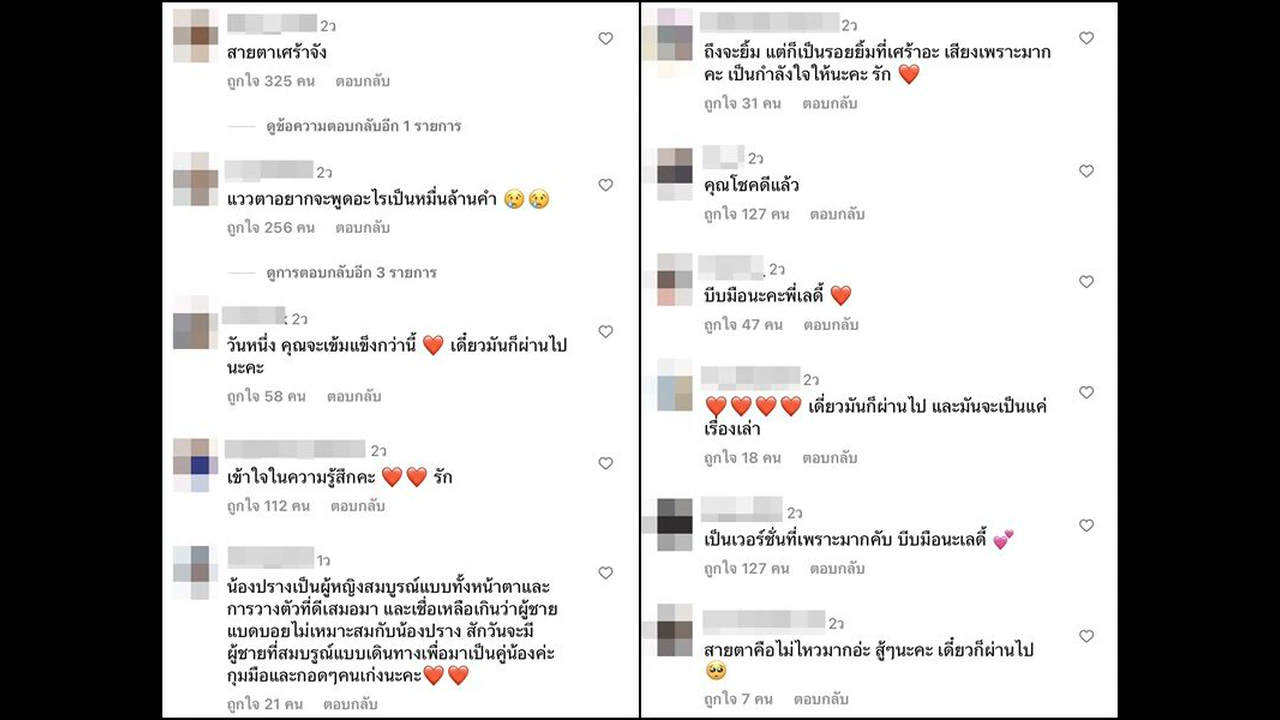 2ว
สายตาเศร้าจัง
ถูกใจ 325 คน ตอบกลับ
ดูข้อความตอบกลับอีก 1 รายการ
2ว
แววตาอยากจะพูดอะไรเป็นหมื่นล้านคำ 😢😢
ถูกใจ 256 คน ตอบกลับ
ดูการตอบกลับอีก 3 รายการ
2ว
วันหนึ่ง คุณจะเข้มแข็งกว่านี้ ❤️ เดี๋ยวมันก็ผ่านไป
นะคะ
ถูกใจ 58 คน ตอบกลับ
2ว
เข้าใจในความรู้สึกคะ ❤️❤️ รัก
ถูกใจ 112 คน ตอบกลับ
1ว
น้องปรางเป็นผู้หญิงสมบูรณ์แบบทั้งหน้าตาและ
การวางตัวที่ดีเสมอมา และเชื่อเหลือเกินว่าผู้ชาย
แบดบอยไม่เหมาะสมกับน้องปราง สักวันจะมี
ผู้ชายที่สมบรูณ์แบบเดินทางเพื่อมาเป็นคู่น้องค่ะ
กุมมือและกอดๆคนเก่งนะคะ❤️❤️
ถูกใจ 21 คน ตอบกลับ
2ว
ถึงจะยิ้ม แต่ก็เป็นรอยยิ้มที่เศร้าอะ เสียงเพราะมาก
คะ เป็นกำลังใจให้นะคะ รัก ❤️
ถูกใจ 31 คน ตอบกลับ
2ว
คุณโชคดีแล้ว
ถูกใจ 127 คน ตอบกลับ
2ว
บีบมือนะคะพี่เลดี้ ❤️
ถูกใจ 47 คน ตอบกลับ
2ว
❤️❤️❤️❤️ เดี่ยวมันก็ผ่านไป และมันจะเป็นแค่
เรื่องเล่า
ถูกใจ 18 คน ตอบกลับ
2ว
เป็นเวอร์ชั่นที่เพราะมากคับ บีบมือนะเลดี้ 💕
ถูกใจ 127 คน ตอบกลับ
2ว
สายตาคือไม่ไหวมากอ่ะ สู้ๆนะคะ เดี๋ยวก็ผ่านไป
🥺
ถูกใจ 7 คน ตอบกลับ